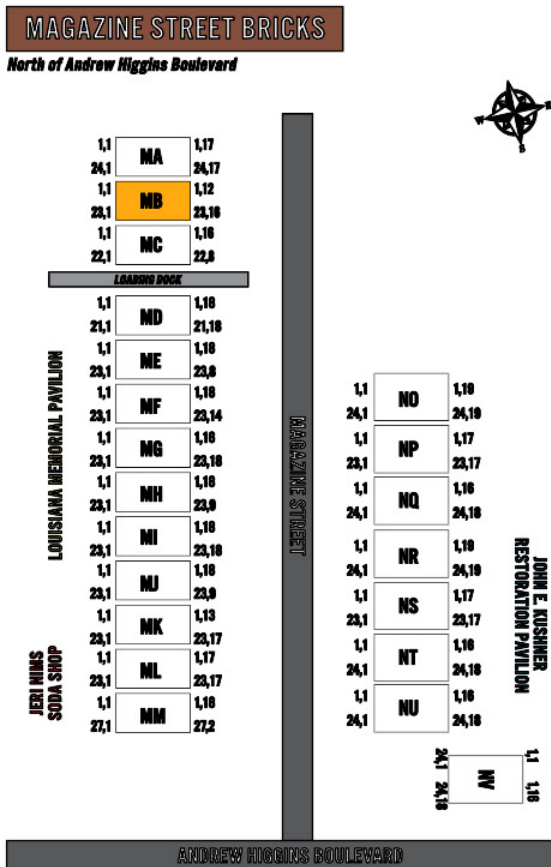 MAGAZINE STREET BRICKS
North of Andrew Higgins Boulevard
N
W
E
S
1,1 MA 1,17
24,1 24,17
1,1 MB 1,12
23,1 23,16
1,1 MC 1,16
22,1 22,8
LOADING DOCK
1,1 MD 1,18
21,1 21,18
1,1 ME 1,18
23,1 23,8
1,1 MF 1,18
23,1 23,14
1,1 MG 1,16
23,1 23,18
1,1 MH 1,18
23,1 23,9
1,1 MI 1,18
23,1 23,18
1,1 MJ 1,18
23,1 23,9
1,1 MK 1,13
23,1 23,17
1,1 ML 1,17
23,1 23,17
1,1 MM 1,18
27,1 27,2
LOUISIANA MEMORIAL PAVILION
JERI NIMS
SODA SHOP
MAGAZINE STREET
1,1 NO 1,19
24,1 24,19
1,1 NP 1,17
23,1 23,17
1,1 NQ 1,16
24,1 24,18
1,1 NR 1,19
24,1 24,19
1,1 NS 1,17
23,1 23,17
1,1 NT 1,16
24,1 24,18
1,1 NU 1,16
24,1 24,18
JOHN E. KUSHNER
RESTORATION PAVILION
1,1 NV 1,16
24,1 24,18
ANDREW HIGGINS BOULEVARD